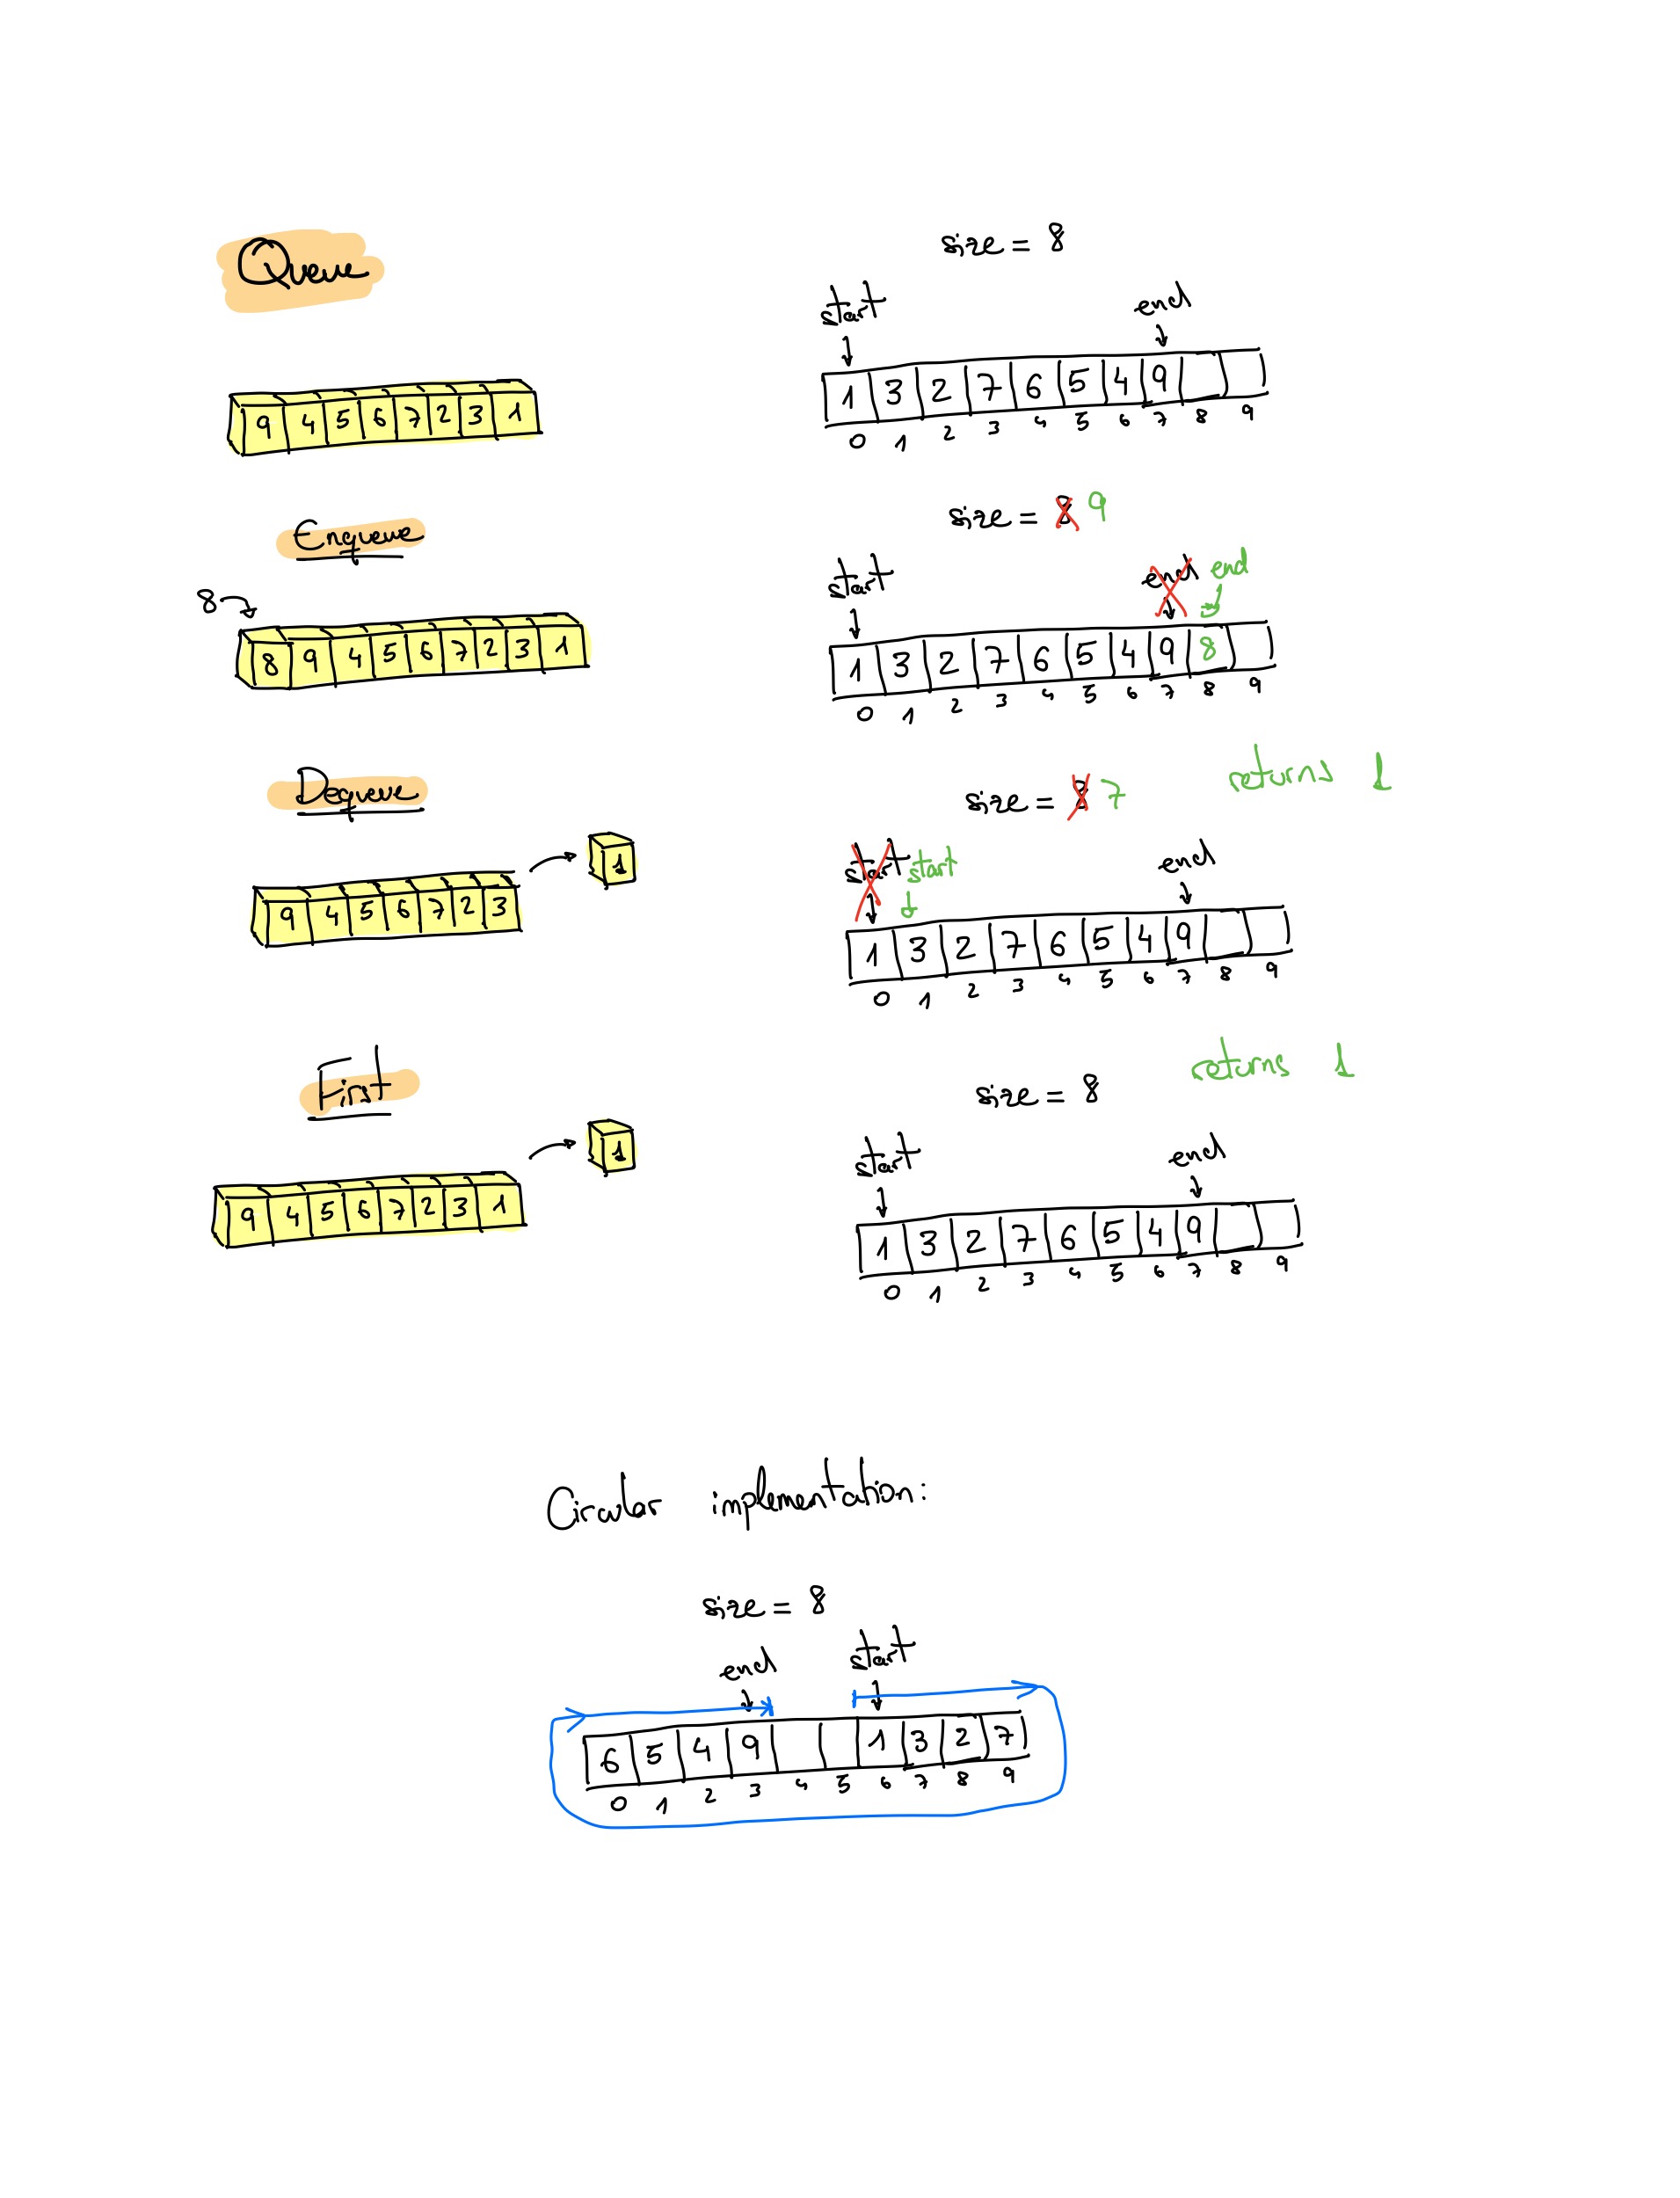 Queue
size = 8
start end
9 4 5 6 7 2 3 1
1 3 2 7 6 5 4 9
0 1 2 3 4 5 6 7 8 9
Enqueue
size = 8 9
start end end
8
8 9 4 5 6 7 2 3 1
1 3 2 7 6 5 4 9 8
0 1 2 3 4 5 6 7 8 9
Dequeue
size = 8 7 returns 1
1
start start end
9 4 5 6 7 2 3
1 3 2 7 6 5 4 9
0 1 2 3 4 5 6 7 8 9
First
size = 8 returns 1
1
start end
9 4 5 6 7 2 3 1
1 3 2 7 6 5 4 9
0 1 2 3 4 5 6 7 8 9
Circular implementation:
size = 8
end start
6 5 4 9 1 3 2 7
0 1 2 3 4 5 6 7 8 9